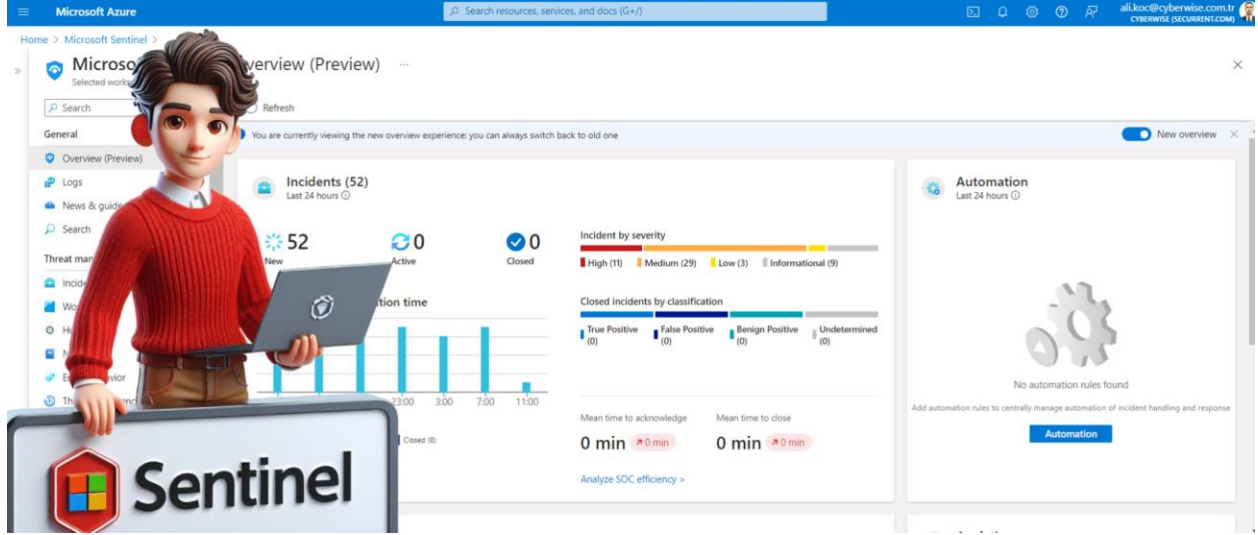 Microsoft Azure
Search resources, services, and docs (G+/)
ali.koc@cyberwise.com.tr
CYBERWISE (SECURRENT.COM)
Home > Microsoft Sentinel >
verview (Preview) ...
Selected works
Search
Refresh
General
You are currently viewing the new overview experience; you can always switch back to old one
New overview
Overview (Preview)
Logs
News & guide
Search
Threat man
Incide
Incidents (52)
Last 24 hours
52
New
0
Active
0
Closed
Incident by severity
High (11)
Medium (29)
Low (3)
Informational (9)
tion time
Closed incidents by classification
True Positive (0)
False Positive (0)
Benign Positive (0)
Undetermined (0)
23:00
3:00
7:00
11:00
Closed (0)
Mean time to acknowledge
Mean time to close
0 min
0 min
0 min
0 min
Analyze SOC efficiency >
Automation
Last 24 hours
No automation rules found
Add automation rules to centrally manage automation of incident handling and response
Automation
Sentinel